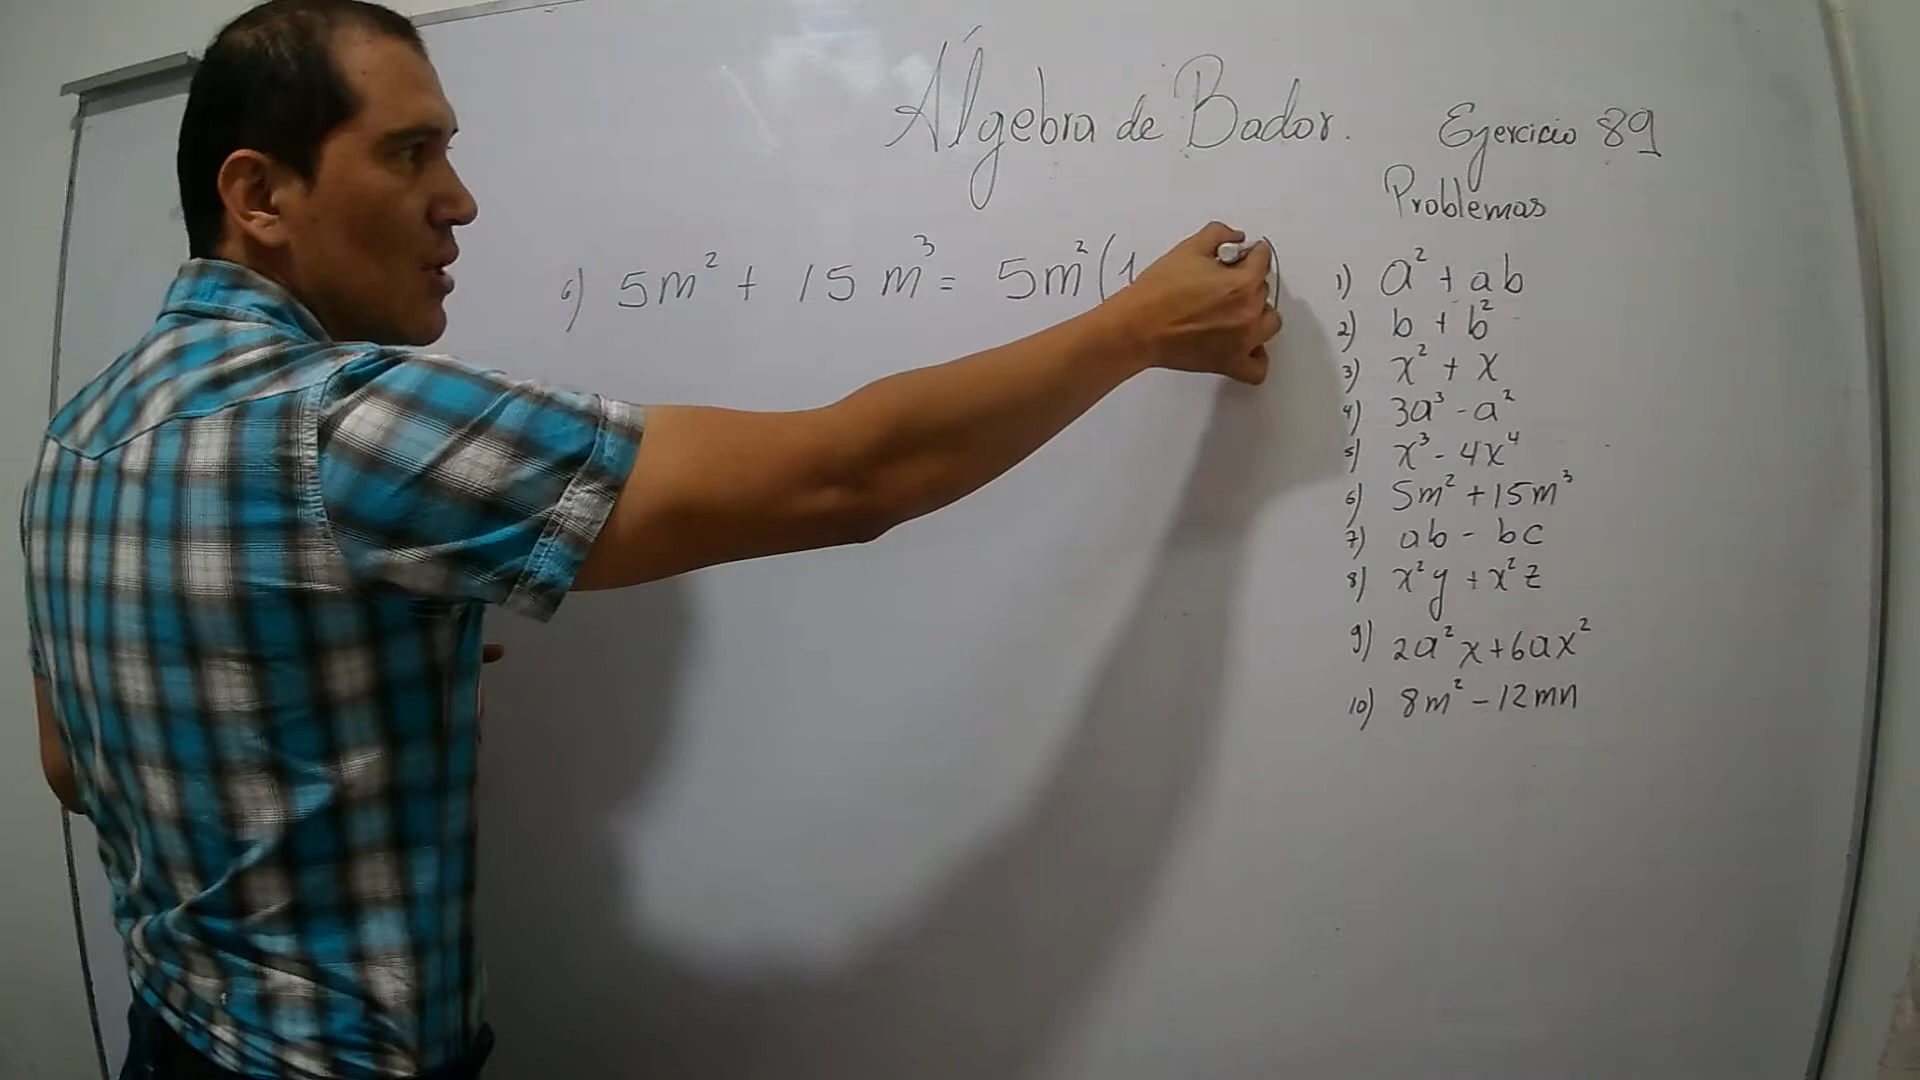 Álgebra de Bador. Ejercicio 89
Problemas
6) 5m² + 15 m³ = 5m² (1 )
1) a² + ab
2) b + b²
3) x² + x
4) 3a³ - a²
5) x³ - 4x⁴
6) 5m² + 15m³
7) ab - bc
8) x²y + x²z
9) 2a²x + 6ax²
10) 8m² - 12mn